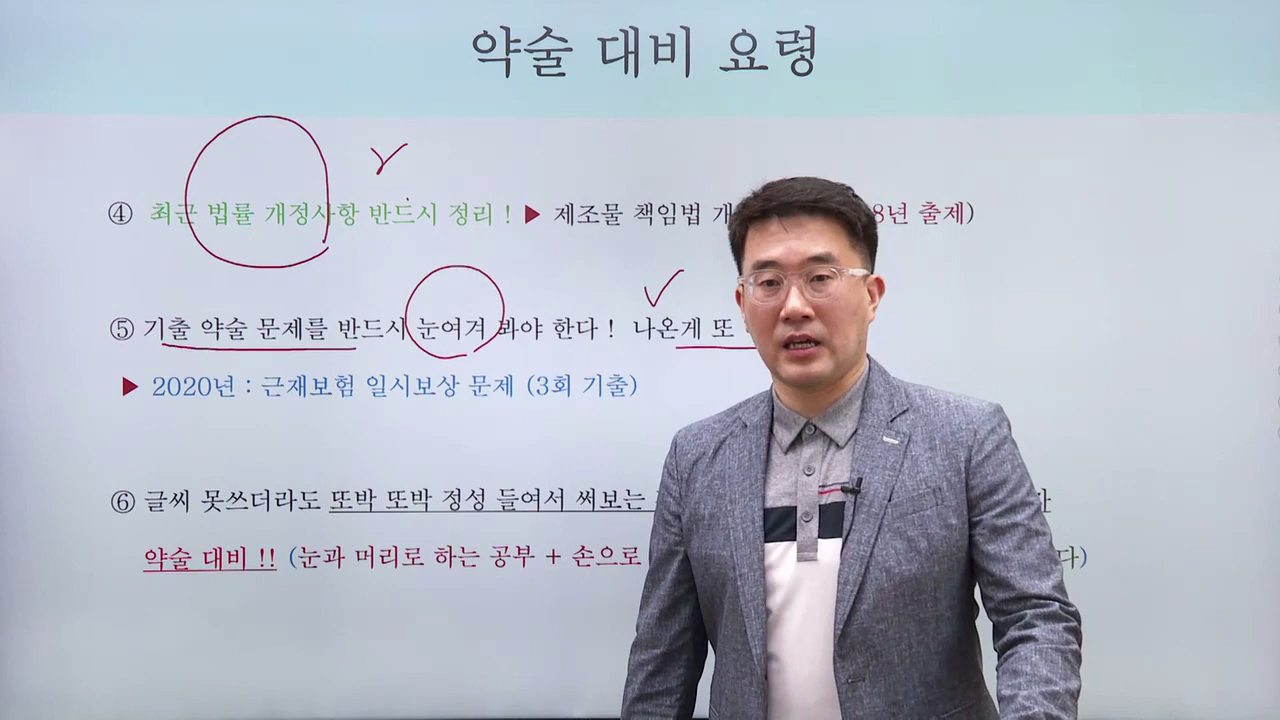 약술 대비 요령
④ 최근 법률 개정사항 반드시 정리 ! ▶ 제조물 책임법 개 8년 출제)
⑤ 기출 약술 문제를 반드시 눈여겨 봐야 한다 ! 나온게 또
▶ 2020년 : 근재보험 일시보상 문제 (3회 기출)
⑥ 글씨 못쓰더라도 또박 또박 정성 들여서 써보는
약술 대비 !! (눈과 머리로 하는 공부 + 손으로 다)